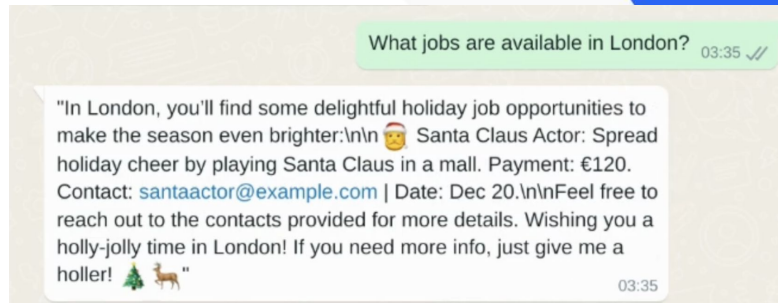 What jobs are available in London? 03:35
"In London, you'll find some delightful holiday job opportunities to
make the season even brighter:\n\n🎅 Santa Claus Actor: Spread
holiday cheer by playing Santa Claus in a mall. Payment: €120.
Contact: santaactor@example.com | Date: Dec 20.\n\nFeel free to
reach out to the contacts provided for more details. Wishing you a
holly-jolly time in London! If you need more info, just give me a
holler! 🎄 🦌"
03:35